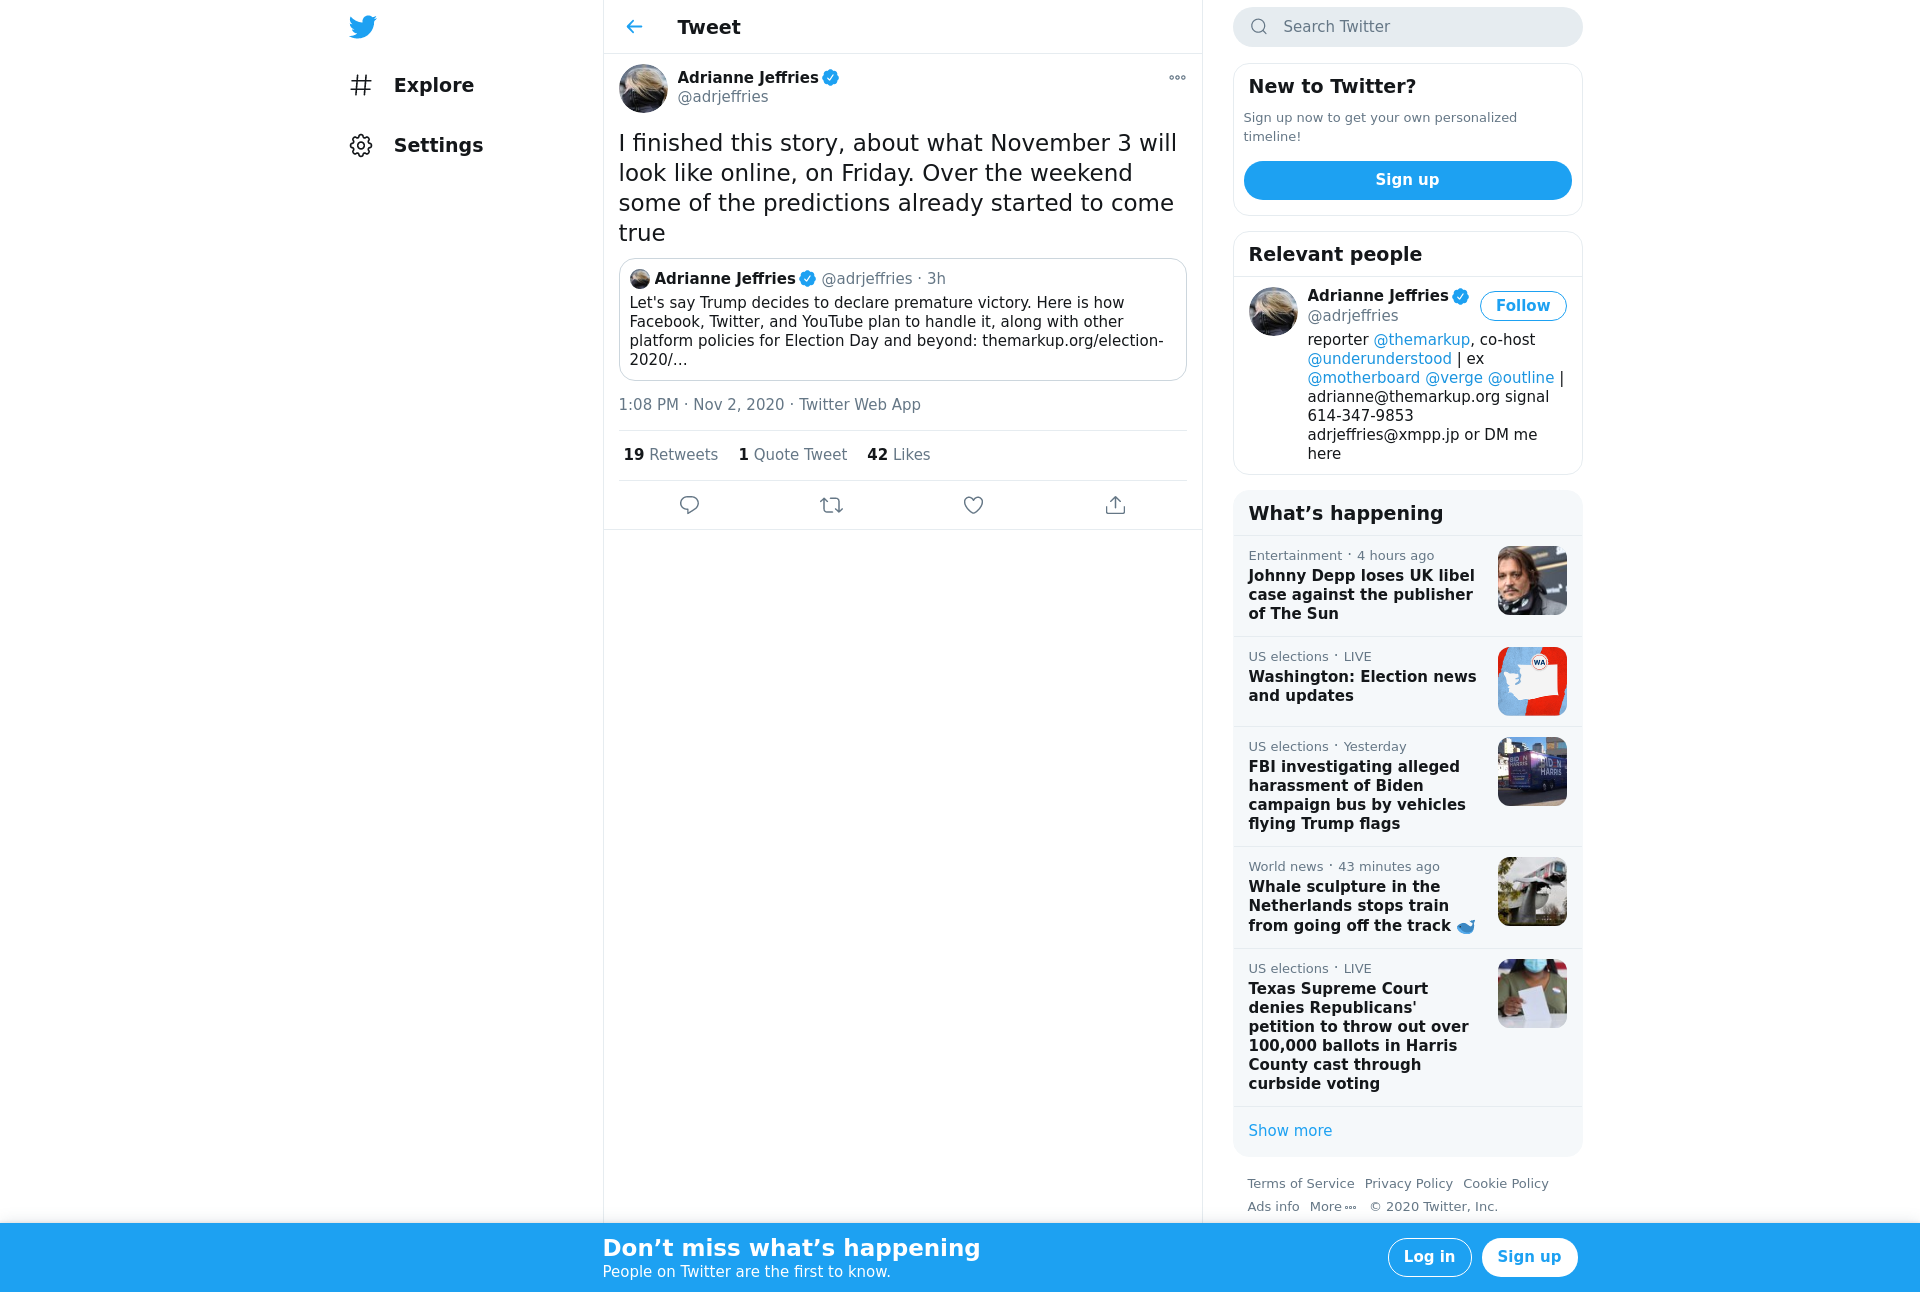 Explore
Settings
Tweet
Adrianne Jeffries
@adrjeffries
I finished this story, about what November 3 will
look like online, on Friday. Over the weekend
some of the predictions already started to come
true
Adrianne Jeffries @adrjeffries · 3h
Let's say Trump decides to declare premature victory. Here is how
Facebook, Twitter, and YouTube plan to handle it, along with other
platform policies for Election Day and beyond: themarkup.org/election-
2020/…
1:08 PM · Nov 2, 2020 · Twitter Web App
19 Retweets 1 Quote Tweet 42 Likes
Search Twitter
New to Twitter?
Sign up now to get your own personalized
timeline!
Sign up
Relevant people
Adrianne Jeffries
@adrjeffries
Follow
reporter @themarkup, co-host
@underunderstood | ex
@motherboard @verge @outline |
adrianne@themarkup.org signal
614-347-9853
adrjeffries@xmpp.jp or DM me
here
What’s happening
Entertainment · 4 hours ago
Johnny Depp loses UK libel
case against the publisher
of The Sun
US elections · LIVE
Washington: Election news
and updates
WA
US elections · Yesterday
FBI investigating alleged
harassment of Biden
campaign bus by vehicles
flying Trump flags
World news · 43 minutes ago
Whale sculpture in the
Netherlands stops train
from going off the track 🐳
US elections · LIVE
Texas Supreme Court
denies Republicans'
petition to throw out over
100,000 ballots in Harris
County cast through
curbside voting
Show more
Terms of Service Privacy Policy Cookie Policy
Ads info More © 2020 Twitter, Inc.
Don’t miss what’s happening
People on Twitter are the first to know.
Log in
Sign up